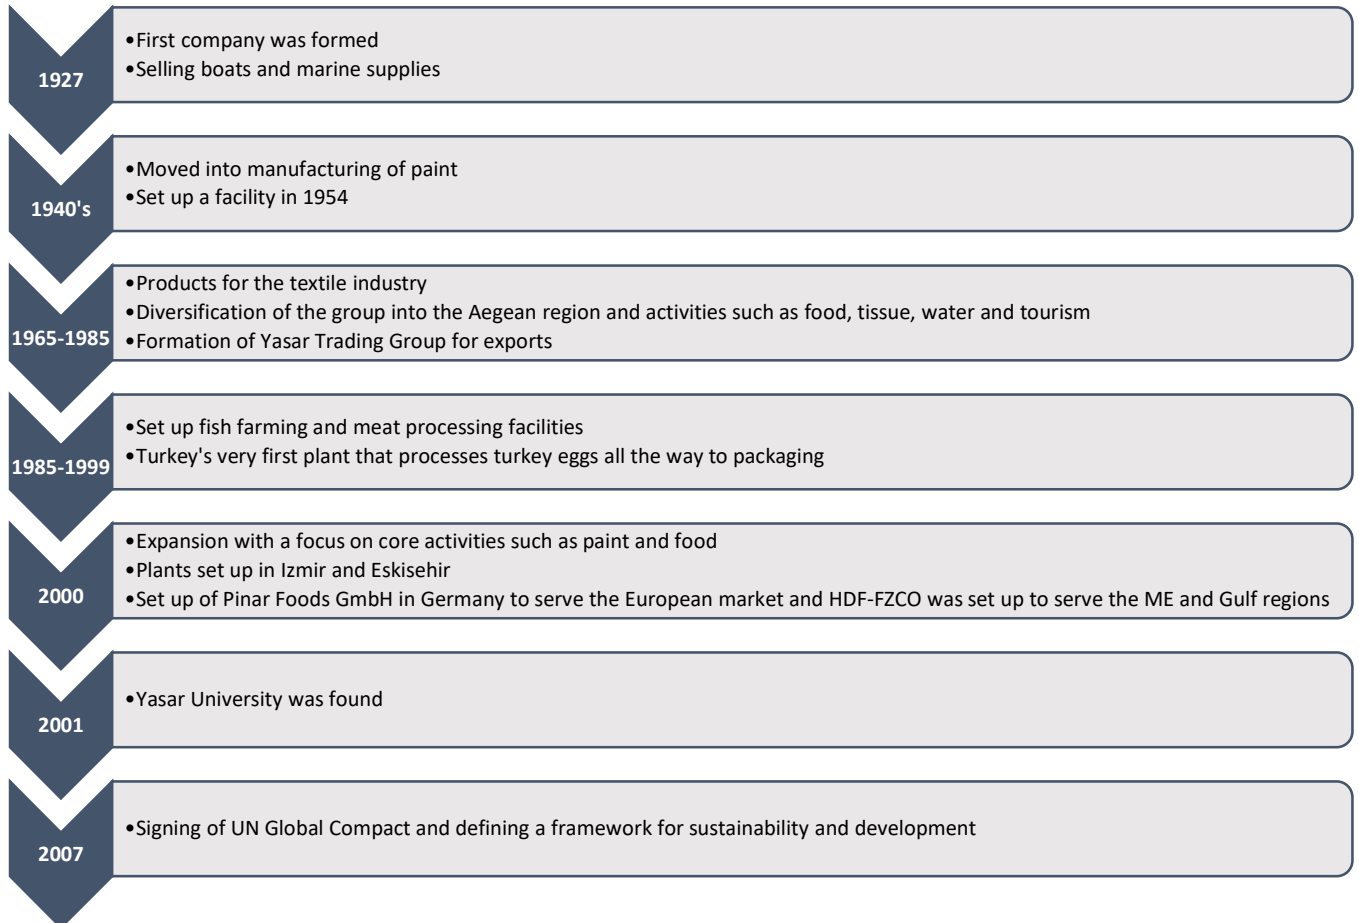 1927
•First company was formed
•Selling boats and marine supplies
1940's
•Moved into manufacturing of paint
•Set up a facility in 1954
1965-1985
•Products for the textile industry
•Diversification of the group into the Aegean region and activities such as food, tissue, water and tourism
•Formation of Yasar Trading Group for exports
1985-1999
•Set up fish farming and meat processing facilities
•Turkey's very first plant that processes turkey eggs all the way to packaging
2000
•Expansion with a focus on core activities such as paint and food
•Plants set up in Izmir and Eskisehir
•Set up of Pinar Foods GmbH in Germany to serve the European market and HDF-FZCO was set up to serve the ME and Gulf regions
2001
•Yasar University was found
2007
•Signing of UN Global Compact and defining a framework for sustainability and development